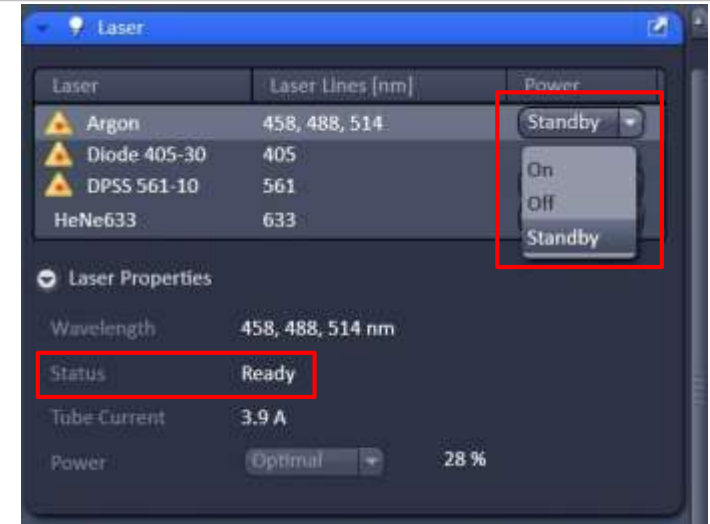 Laser
Laser Laser Lines [nm] Power
Argon 458, 488, 514 Standby
Diode 405-30 405
On
DPSS 561-10 561
Off
HeNe633 633
Standby
Laser Properties
Wavelength 458, 488, 514 nm
Status Ready
Tube Current 3.9 A
Power Optimal 28 %